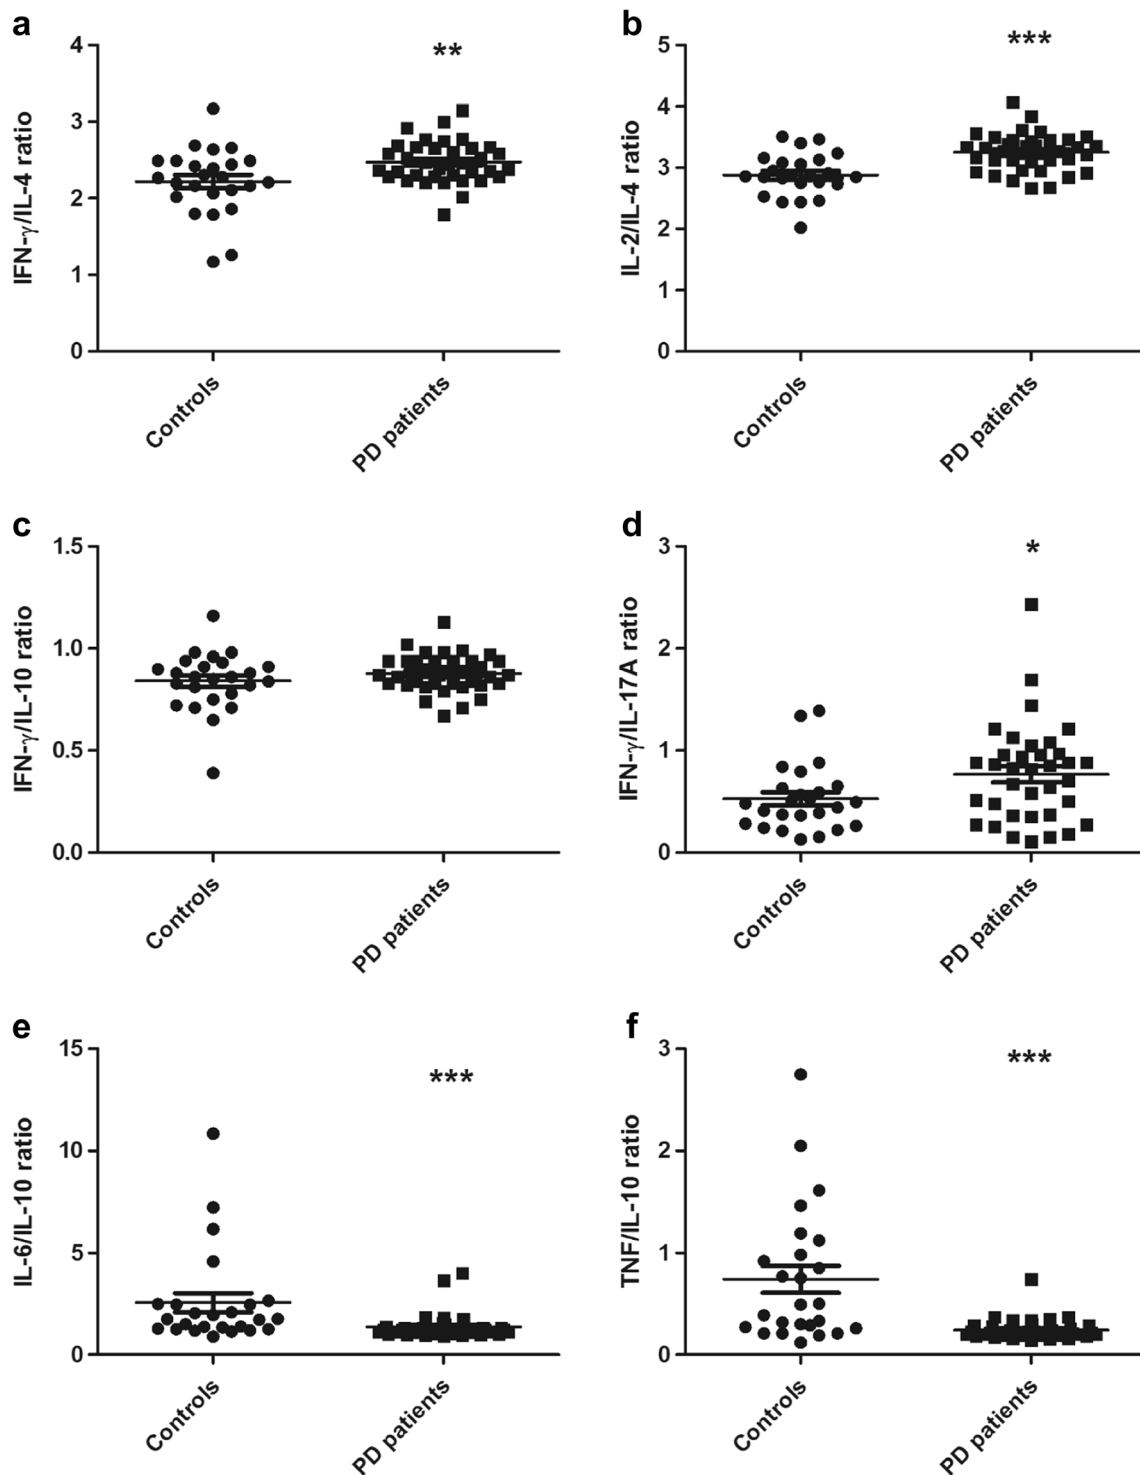 a
IFN-γ/IL-4 ratio
4
3
2
1
0
**
Controls
PD patients
b
IL-2/IL-4 ratio
5
4
3
2
1
0
***
Controls
PD patients
c
IFN-γ/IL-10 ratio
1.5
1.0
0.5
0.0
Controls
PD patients
d
IFN-γ/IL-17A ratio
3
2
1
0
*
Controls
PD patients
e
IL-6/IL-10 ratio
15
10
5
0
***
Controls
PD patients
f
TNF/IL-10 ratio
3
2
1
0
***
Controls
PD patients